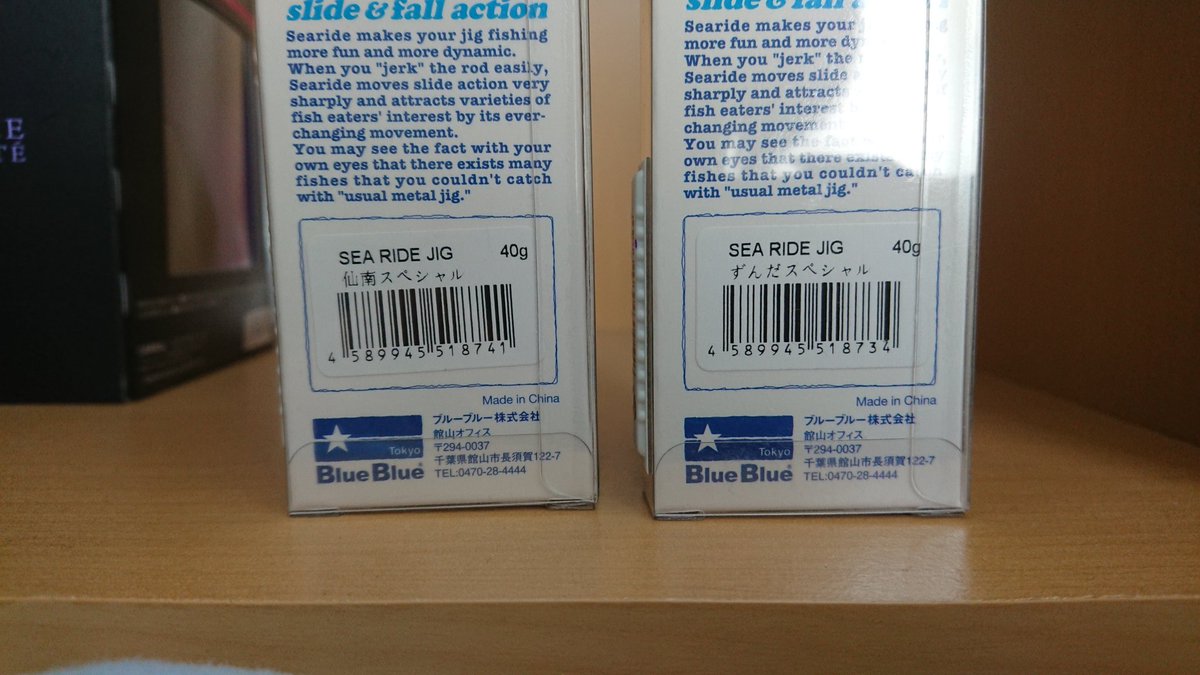 slide & fall action
Searide makes your jig fishing
more fun and more dynamic.
When you "jerk" the rod easily,
Searide moves slide action very
sharply and attracts varieties of
fish eaters' interest by its ever-
changing movement.
You may see the fact with your
own eyes that there exists many
fishes that you couldn't catch
with "usual metal jig."
SEA RIDE JIG 40g
仙南スペシャル
4 589945 518741
Made in China
Tokyo
BlueBlue®
ブルーブルー株式会社
館山オフィス
〒294-0037
千葉県館山市長須賀122-7
TEL:0470-28-4444
slide & fall
Searide makes your jig
more fun and more
When you "jerk" the
Searide moves slide
sharply and attracts
fish eaters' interest
changing movement
You may see the fact
own eyes that there exists
fishes that you couldn't
with "usual metal jig."
SEA RIDE JIG 40g
ずんだスペシャル
4 589945 518734
Made in China
Tokyo
BlueBlue®
ブルーブルー株式会社
館山オフィス
〒294-0037
千葉県館山市長須賀122-7
TEL:0470-28-4444